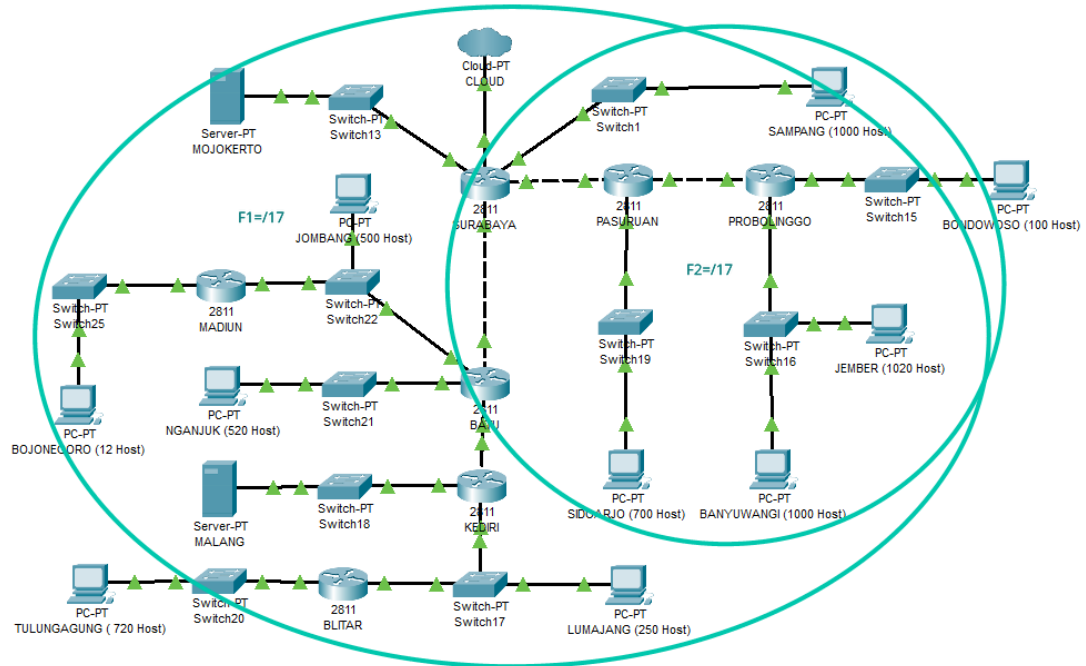 Cloud-PT
CLOUD
Server-PT
MOJOKERTO
Switch-PT
Switch13
Switch-PT
Switch1
PC-PT
SAMPANG (1000 Host)
2811
SURABAYA
2811
PASURUAN
2811
PROBOLINGGO
Switch-PT
Switch15
PC-PT
BONDOWOSO (100 Host)
F1=/17
PC-PT
JOMBANG (500 Host)
F2=/17
Switch-PT
Switch25
2811
MADIUN
Switch-PT
Switch22
Switch-PT
Switch19
Switch-PT
Switch16
PC-PT
JEMBER (1020 Host)
PC-PT
BOJONEGORO (12 Host)
PC-PT
NGANJUK (520 Host)
Switch-PT
Switch21
2811
BATU
Server-PT
MALANG
Switch-PT
Switch18
2811
KEDIRI
PC-PT
SIDOARJO (700 Host)
PC-PT
BANYUWANGI (1000 Host)
PC-PT
TULUNGAGUNG ( 720 Host)
Switch-PT
Switch20
2811
BLITAR
Switch-PT
Switch17
PC-PT
LUMAJANG (250 Host)